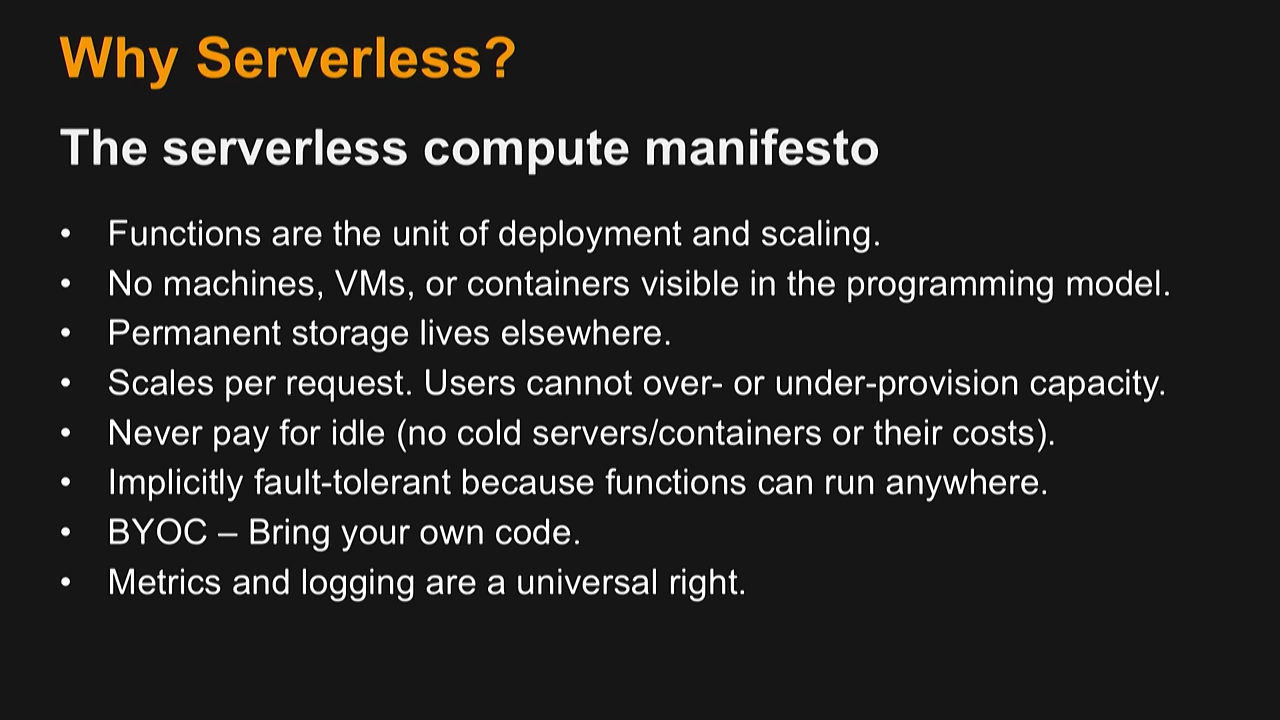 Why Serverless?
The serverless compute manifesto
• Functions are the unit of deployment and scaling.
• No machines, VMs, or containers visible in the programming model.
• Permanent storage lives elsewhere.
• Scales per request. Users cannot over- or under-provision capacity.
• Never pay for idle (no cold servers/containers or their costs).
• Implicitly fault-tolerant because functions can run anywhere.
• BYOC – Bring your own code.
• Metrics and logging are a universal right.